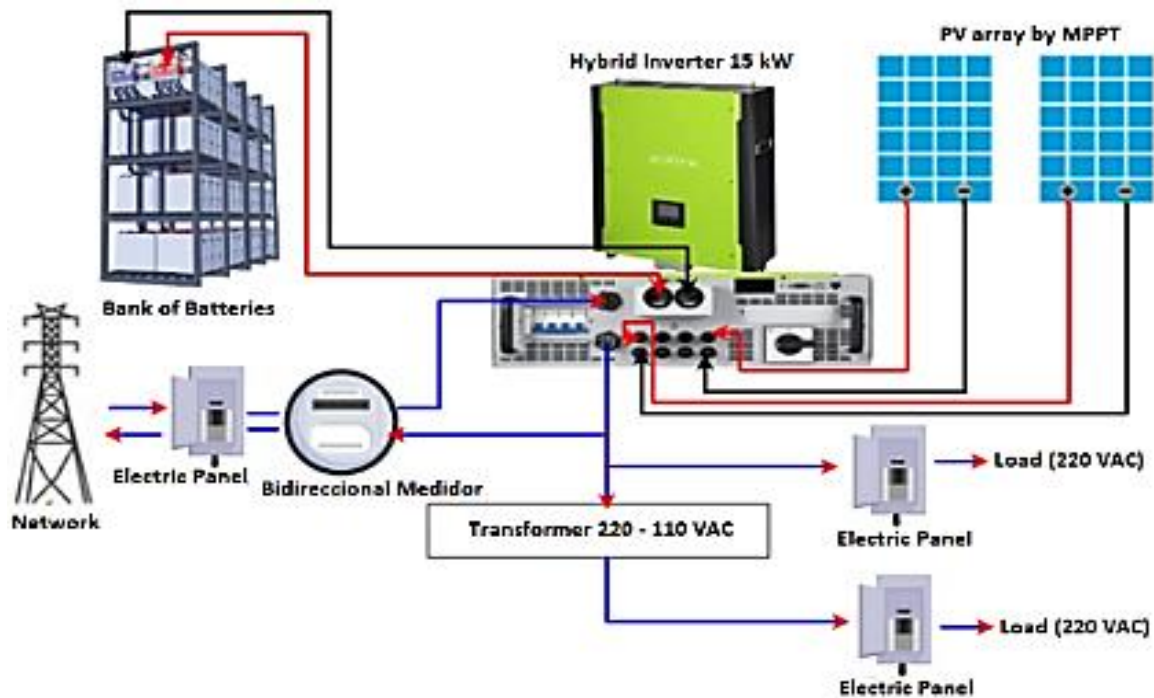 PV array by MPPT
Hybrid Inverter 15 kW
Bank of Batteries
Electric Panel
Bidireccional Medidor
Network
Load (220 VAC)
Electric Panel
Transformer 220 - 110 VAC
Load (220 VAC)
Electric Panel